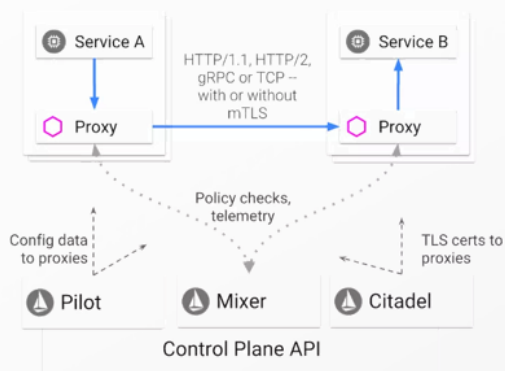 Service A
Service B
HTTP/1.1, HTTP/2,
gRPC or TCP --
with or without
mTLS
Proxy
Proxy
Policy checks,
telemetry
Config data
to proxies
TLS certs to
proxies
Pilot
Mixer
Citadel
Control Plane API